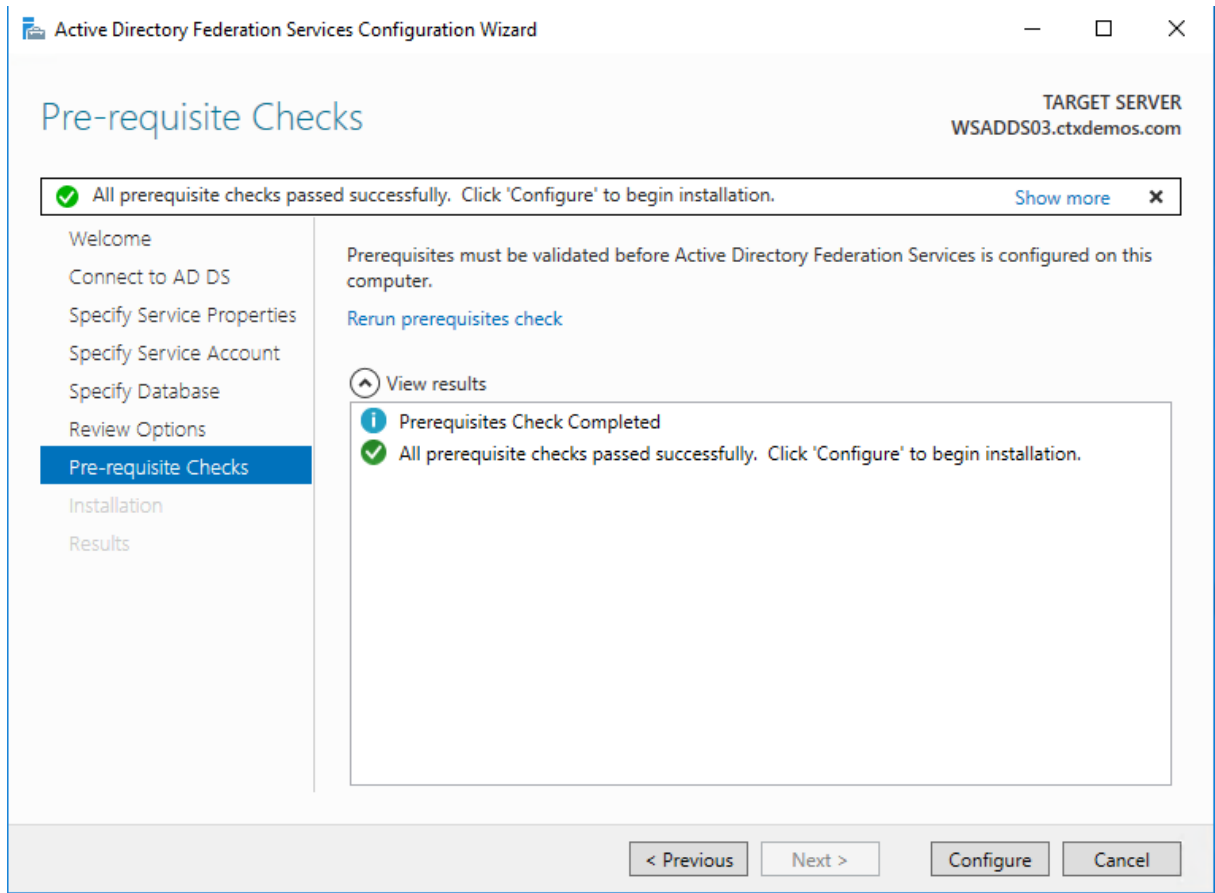 Active Directory Federation Services Configuration Wizard
Pre-requisite Checks
TARGET SERVER
WSADDS03.ctxdemos.com
All prerequisite checks passed successfully.  Click 'Configure' to begin installation.
Show more
Welcome
Connect to AD DS
Specify Service Properties
Specify Service Account
Specify Database
Review Options
Pre-requisite Checks
Installation
Results
Prerequisites must be validated before Active Directory Federation Services is configured on this
computer.
Rerun prerequisites check
View results
Prerequisites Check Completed
All prerequisite checks passed successfully.  Click 'Configure' to begin installation.
< Previous
Next >
Configure
Cancel